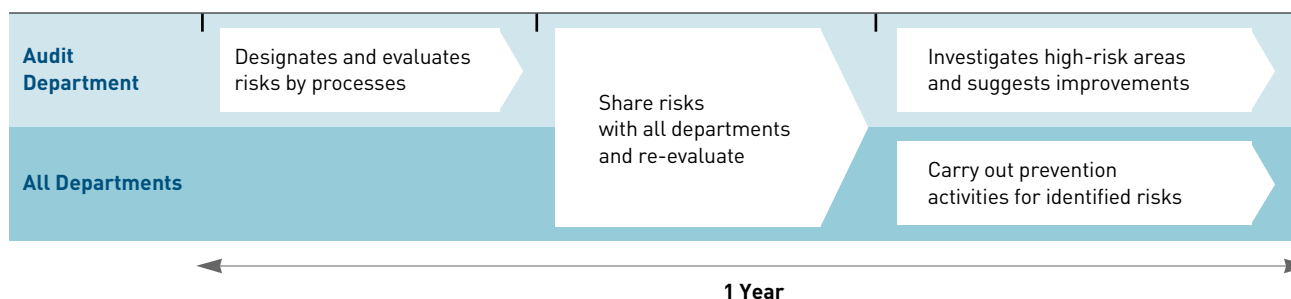 Audit
Department
Designates and evaluates
risks by processes
Share risks
with all departments
and re-evaluate
Investigates high-risk areas
and suggests improvements
All Departments
Carry out prevention
activities for identified risks
1 Year